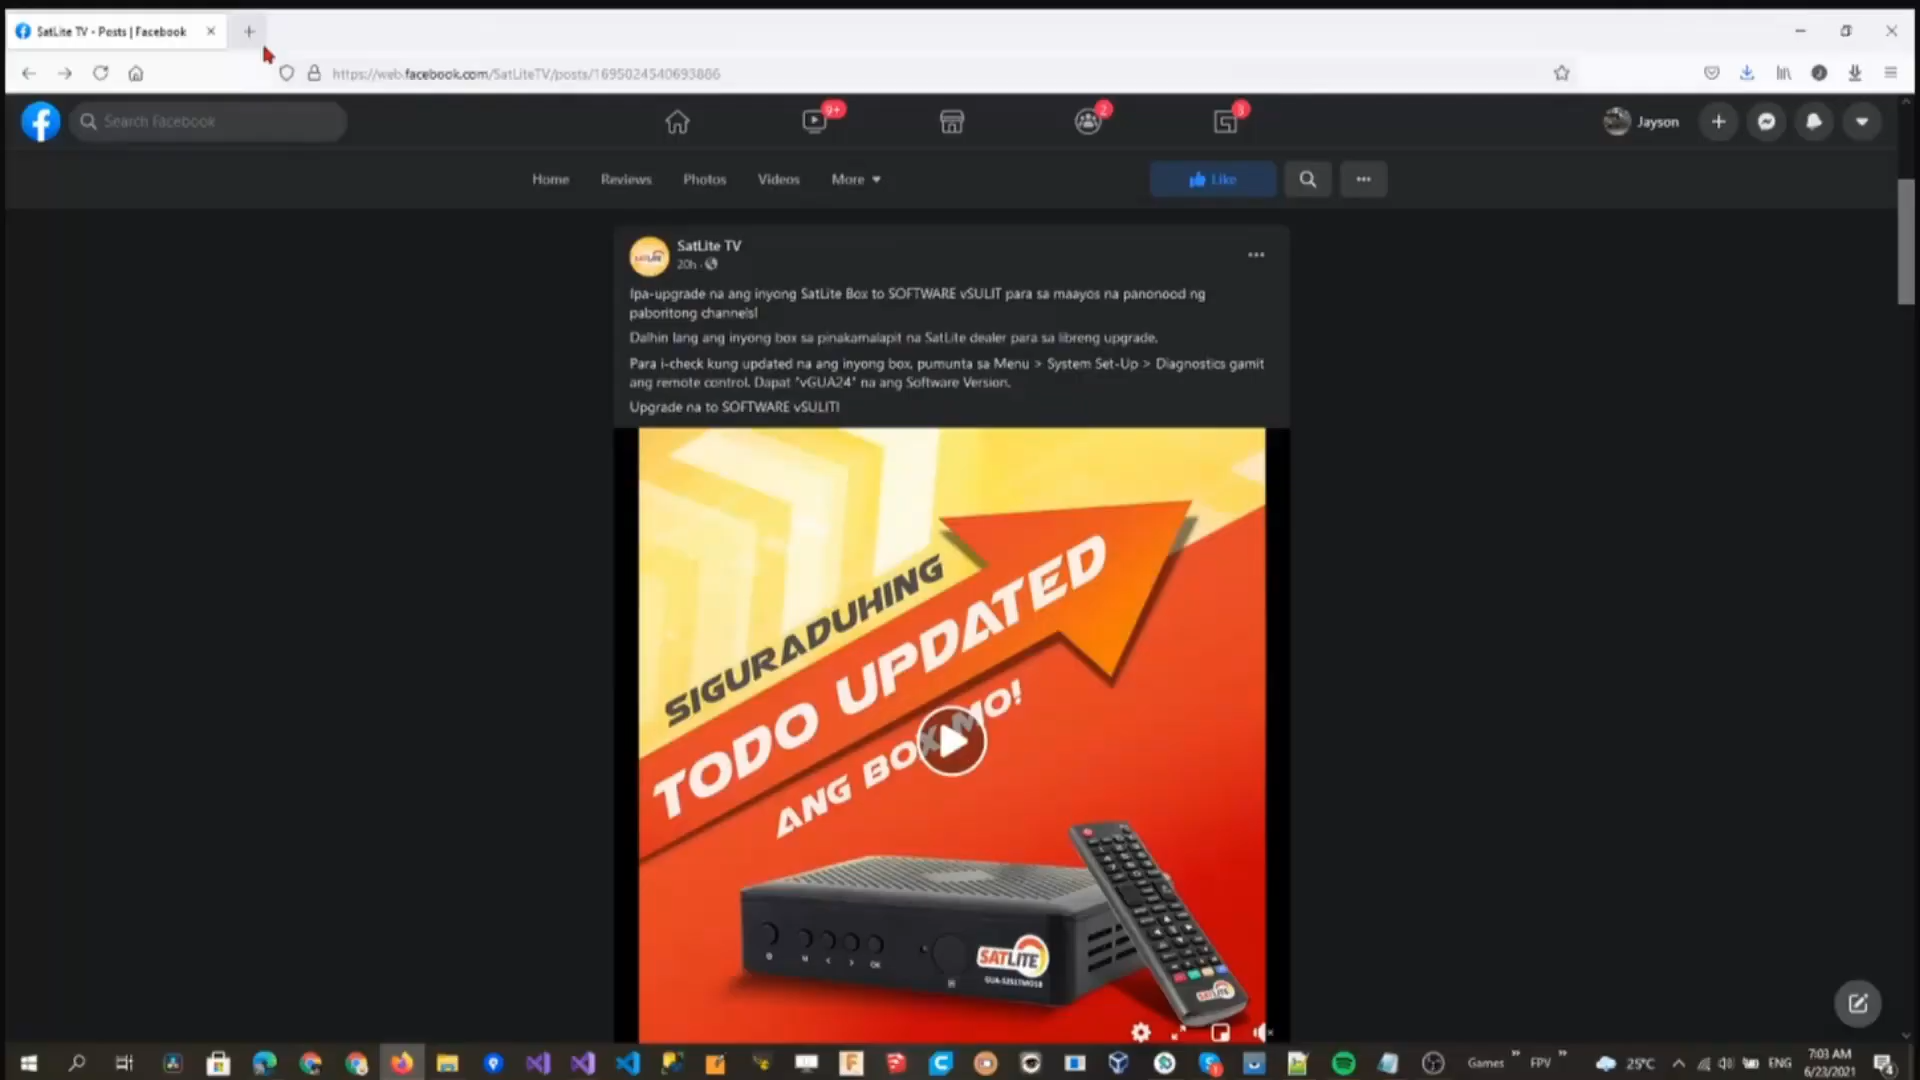 SatLite TV - Posts | Facebook
https://web.facebook.com/SatLiteTV/posts/1695024540693886
Search Facebook
9+
2
3
Jayson
Home
Reviews
Photos
Videos
More
Like
SatLite TV
20h ·
Ipa-upgrade na ang inyong SatLite Box to SOFTWARE vSULIT para sa maayos na panonood ng
paboritong channels!
Dalhin lang ang inyong box sa pinakamalapit na SatLite dealer para sa libreng upgrade.
Para i-check kung updated na ang inyong box, pumunta sa Menu > System Set-Up > Diagnostics gamit
ang remote control. Dapat "vGUA24" na ang Software Version.
Upgrade na to SOFTWARE vSULIT!
SIGURADUHING
TODO UPDATED
ANG BOX MO!
SATLITE
SATLITE
Games
FPV
25°C
ENG
7:03 AM
6/23/2021